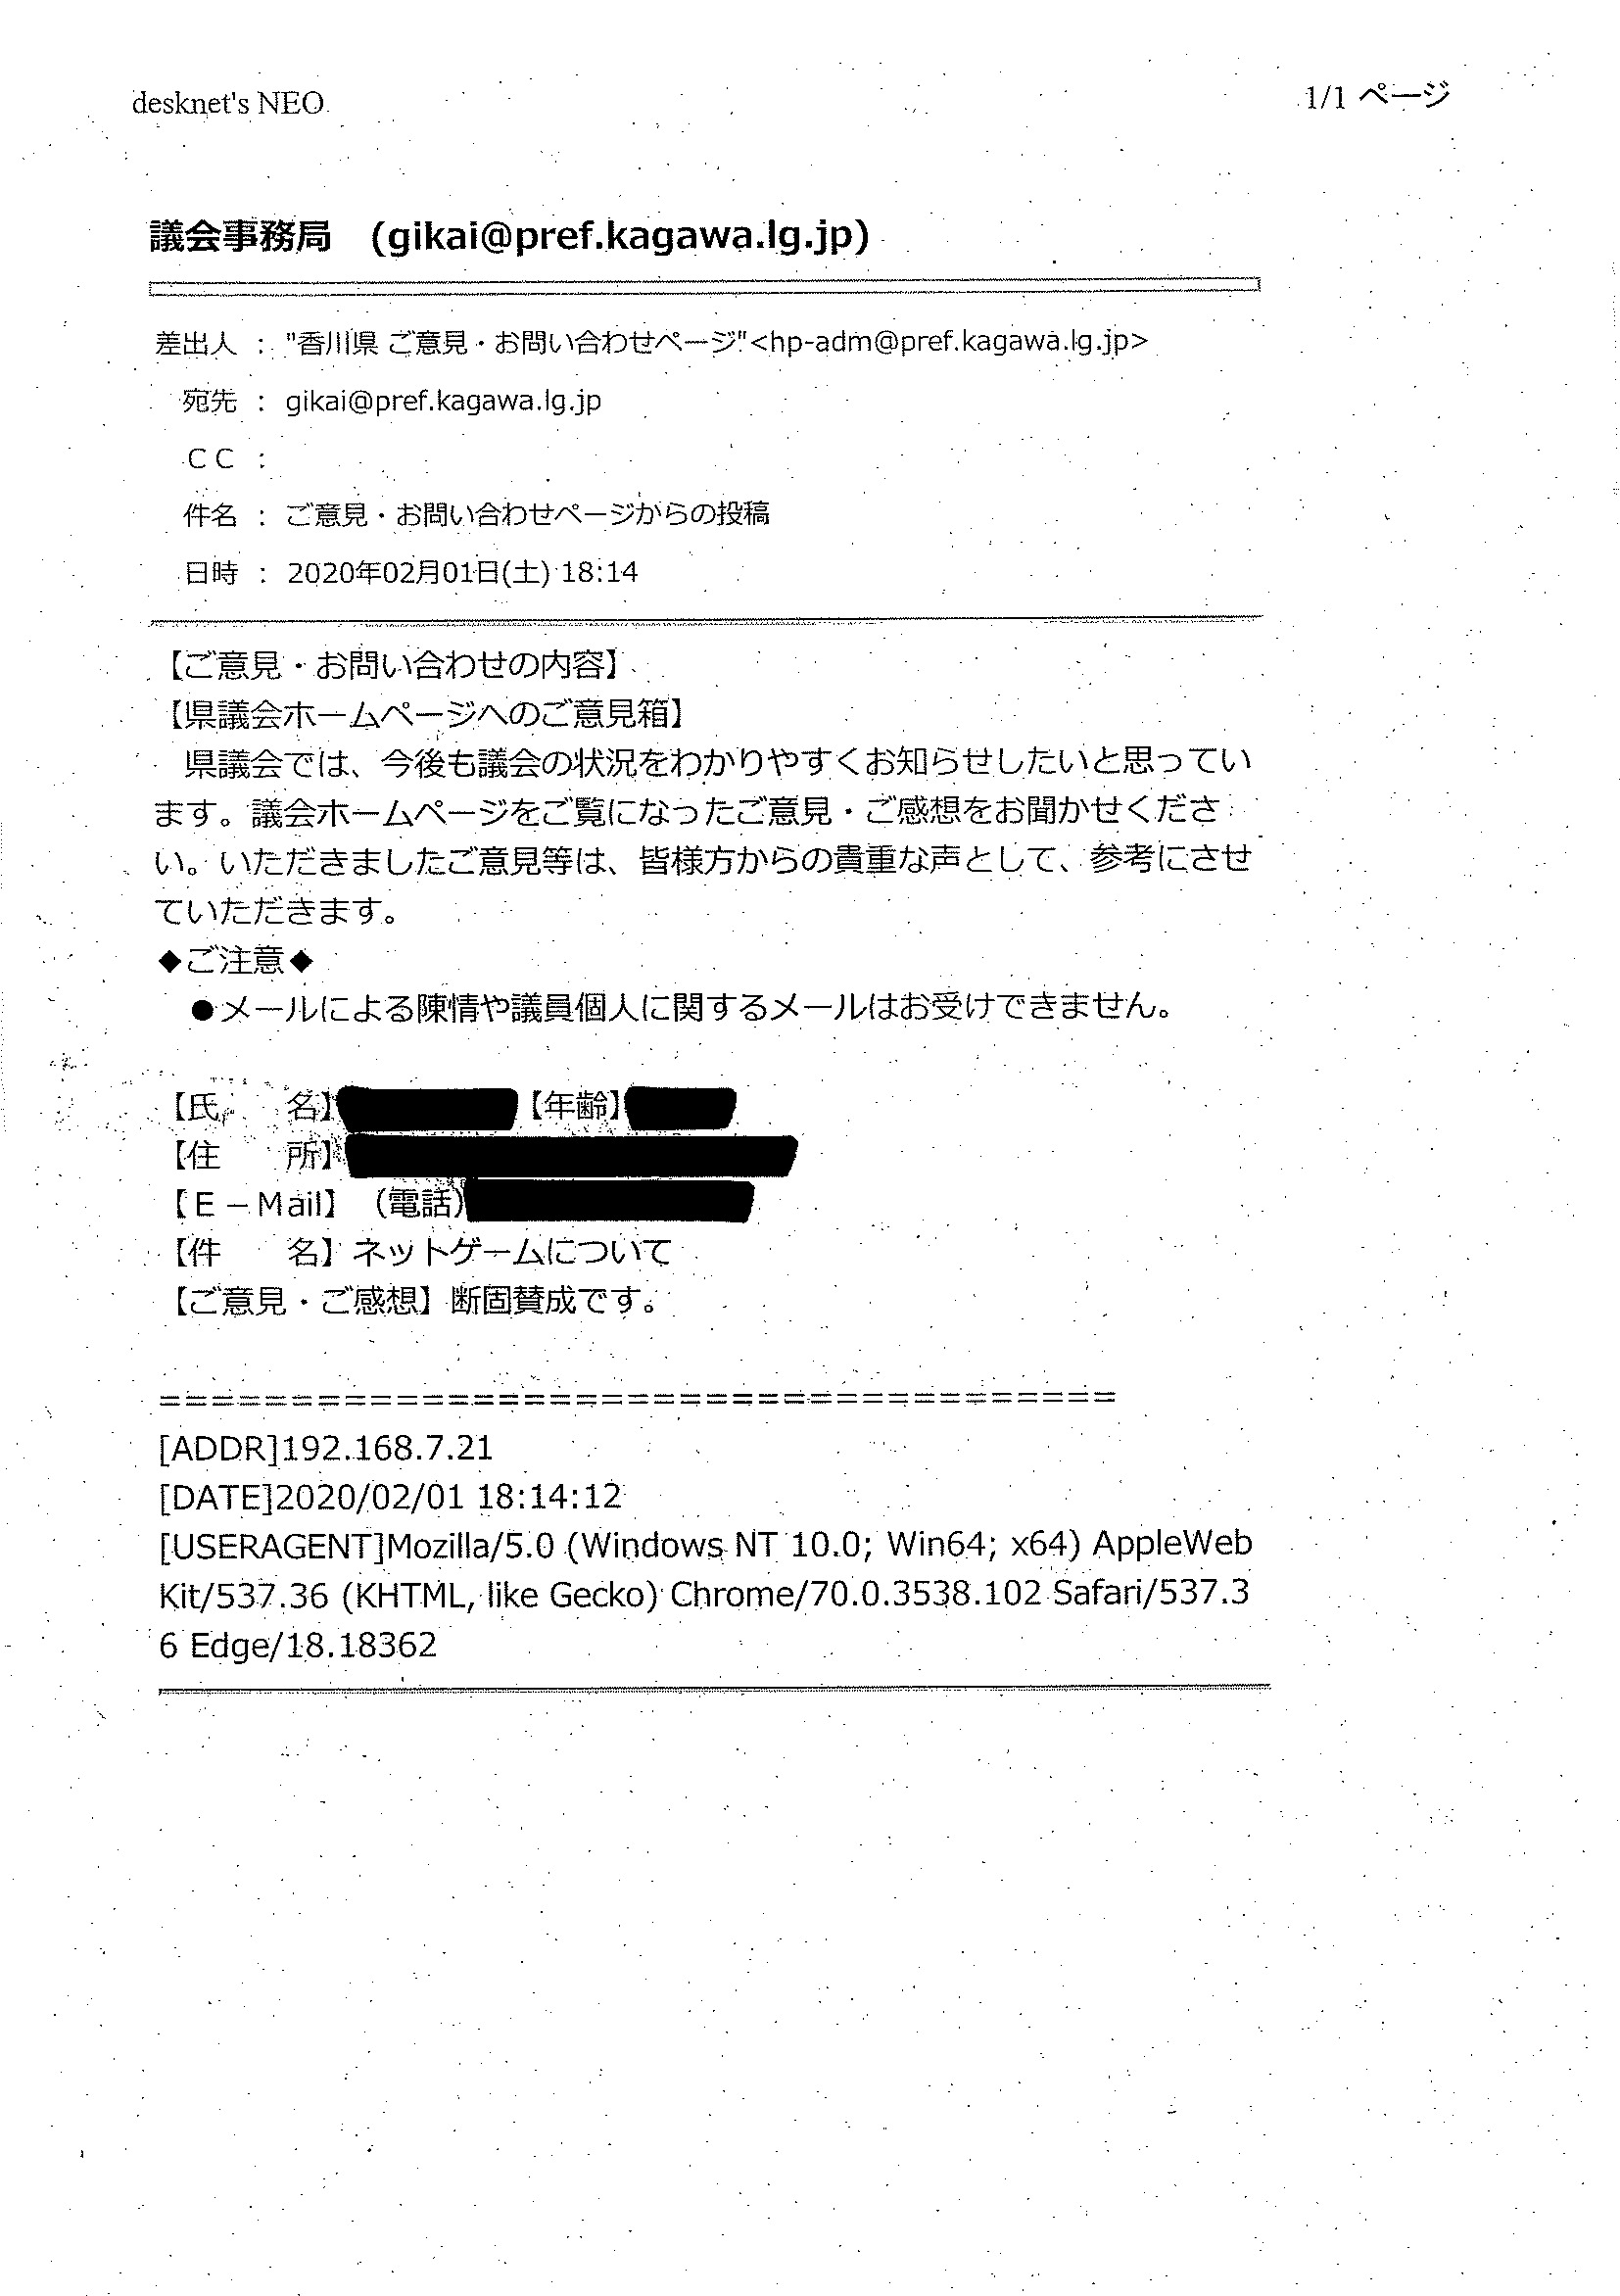 desknet's NEO
1/1 ページ
議会事務局　(gikai@pref.kagawa.lg.jp)
差出人 : "香川県 ご意見・お問い合わせページ"<hp-adm@pref.kagawa.lg.jp>
宛先 : gikai@pref.kagawa.lg.jp
ＣＣ :
件名 : ご意見・お問い合わせページからの投稿
日時 : 2020年02月01日(土) 18:14
【ご意見・お問い合わせの内容】
【県議会ホームページへのご意見箱】
　県議会では、今後も議会の状況をわかりやすくお知らせしたいと思ってい
ます。議会ホームページをご覧になったご意見・ご感想をお聞かせくださ
い。いただきましたご意見等は、皆様方からの貴重な声として、参考にさせ
ていただきます。
◆ご注意◆
　●メールによる陳情や議員個人に関するメールはお受けできません。
【氏　　名】【年齢】
【住　　所】
【Ｅ－Mail】（電話）
【件　　名】ネットゲームについて
【ご意見・ご感想】断固賛成です。
=====================================
[ADDR]192.168.7.21
[DATE]2020/02/01 18:14:12
[USERAGENT]Mozilla/5.0 (Windows NT 10.0; Win64; x64) AppleWeb
Kit/537.36 (KHTML, like Gecko) Chrome/70.0.3538.102 Safari/537.3
6 Edge/18.18362